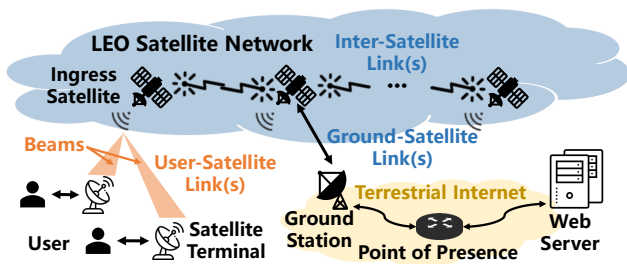 LEO Satellite Network
Inter-Satellite
Link(s)
Ingress
Satellite
...
Beams
User-Satellite
Link(s)
Ground-Satellite
Link(s)
Terrestrial Internet
User
Satellite
Terminal
Ground
Station
Point of Presence
Web
Server